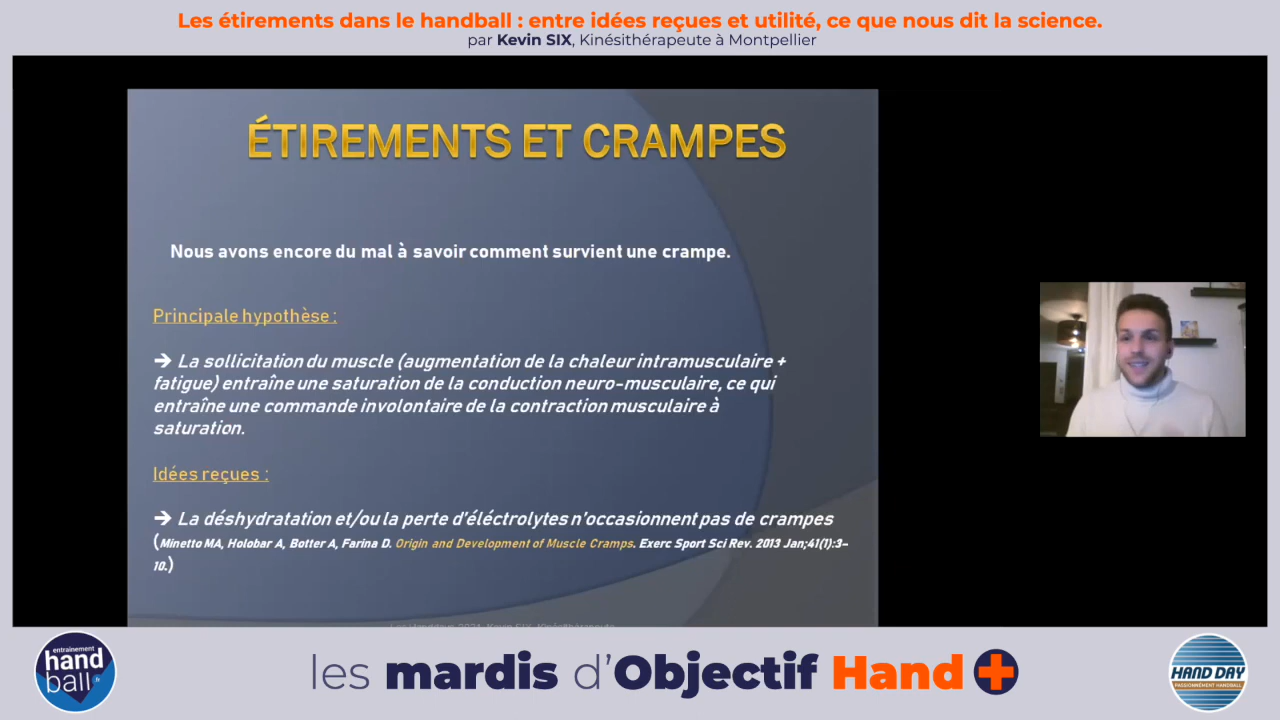 Les étirements dans le handball : entre idées reçues et utilité, ce que nous dit la science.
par Kevin SIX, Kinésithérapeute à Montpellier
ÉTIREMENTS ET CRAMPES
Nous avons encore du mal à savoir comment survient une crampe.
Principale hypothèse :
➔ La sollicitation du muscle (augmentation de la chaleur intramusculaire +
fatigue) entraîne une saturation de la conduction neuro-musculaire, ce qui
entraîne une commande involontaire de la contraction musculaire à
saturation.
Idées reçues :
➔ La déshydratation et/ou la perte d'éléctrolytes n'occasionnent pas de crampes
(Minetto MA, Holobar A, Botter A, Farina D. Origin and Development of Muscle Cramps. Exerc Sport Sci Rev. 2013 Jan;41(1):3-
10.)
Kevin SIX, Kinésithérapeute
entrainement
hand
ball.fr
les mardis d'Objectif Hand+
HAND DAY
PASSIONNÉMENT HANDBALL